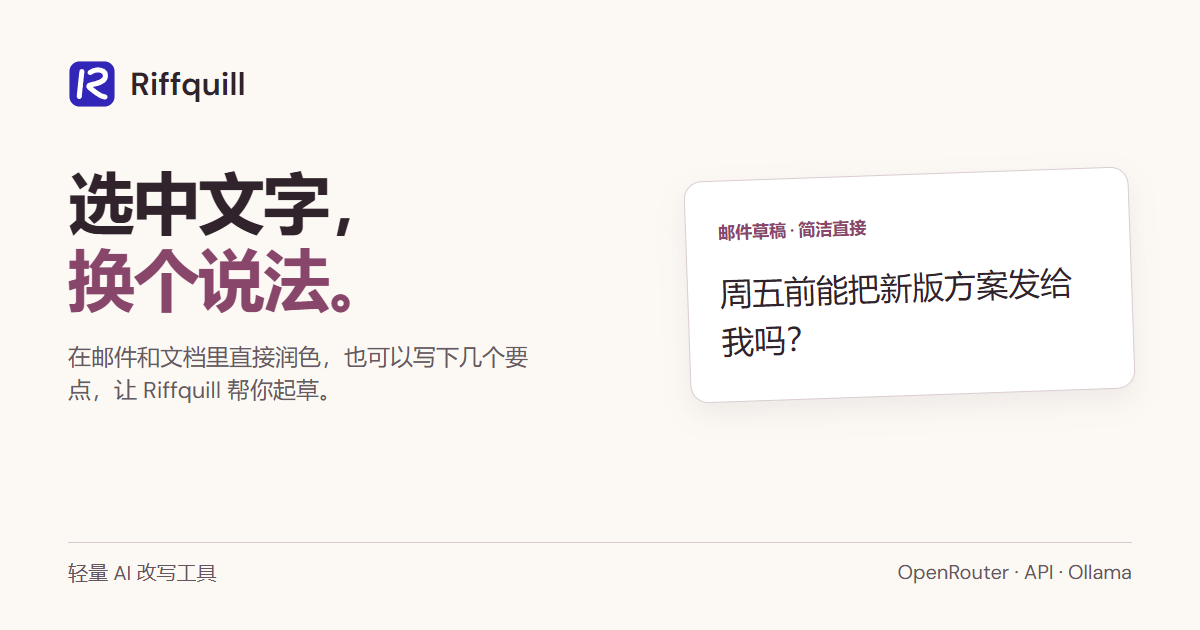 Riffquill
选中文字，
换个说法。
在邮件和文档里直接润色，也可以写下几个要
点，让 Riffquill 帮你起草。
邮件草稿 · 简洁直接
周五前能把新版方案发给
我吗？
轻量 AI 改写工具
OpenRouter · API · Ollama